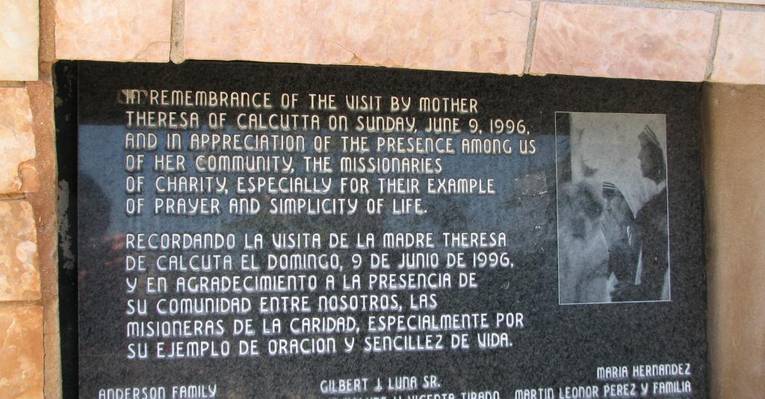 IN REMEMBRANCE OF THE VISIT BY MOTHER
THERESA OF CALCUTTA ON SUNDAY, JUNE 9, 1996,
AND IN APPRECIATION OF THE PRESENCE AMONG US
OF HER COMMUNITY, THE MISSIONARIES
OF CHARITY, ESPECIALLY FOR THEIR EXAMPLE
OF PRAYER AND SIMPLICITY OF LIFE.
RECORDANDO LA VISITA DE LA MADRE THERESA
DE CALCUTA EL DOMINGO, 9 DE JUNIO DE 1996,
Y EN AGRADECIMIENTO A LA PRESENCIA DE
SU COMUNIDAD ENTRE NOSOTROS, LAS
MISIONERAS DE LA CARIDAD, ESPECIALMENTE POR
SU EJEMPLO DE ORACION Y SENCILLEZ DE VIDA.
ANDERSON FAMILY
GILBERT J. LUNA SR.
Y VICENTA TIRADO
MARIA HERNANDEZ
MARTIN LEONOR PEREZ Y FAMILIA